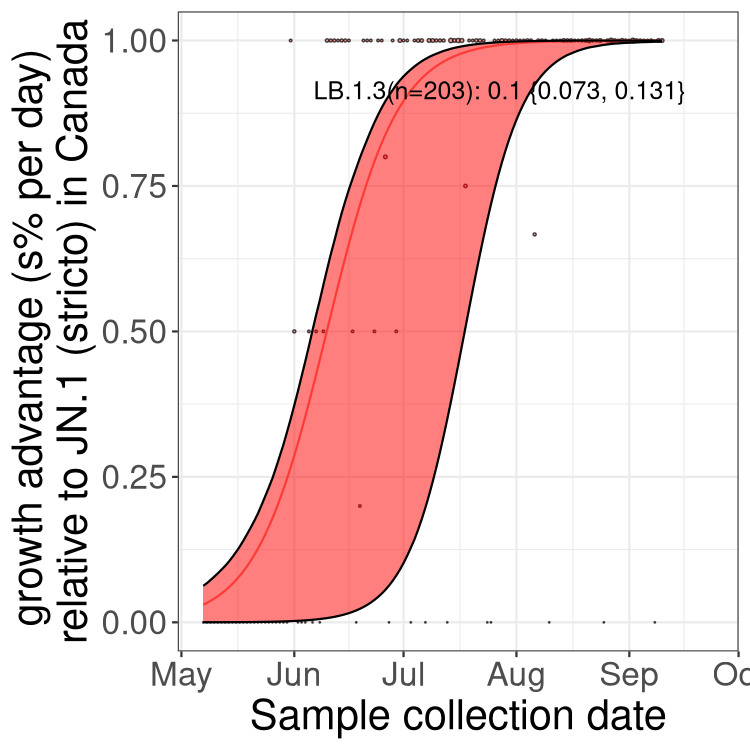 growth advantage (s% per day)
relative to JN.1 (stricto) in Canada
1.00
0.75
0.50
0.25
0.00
LB.1.3(n=203): 0.1 {0.073, 0.131}
May Jun Jul Aug Sep Oc
Sample collection date